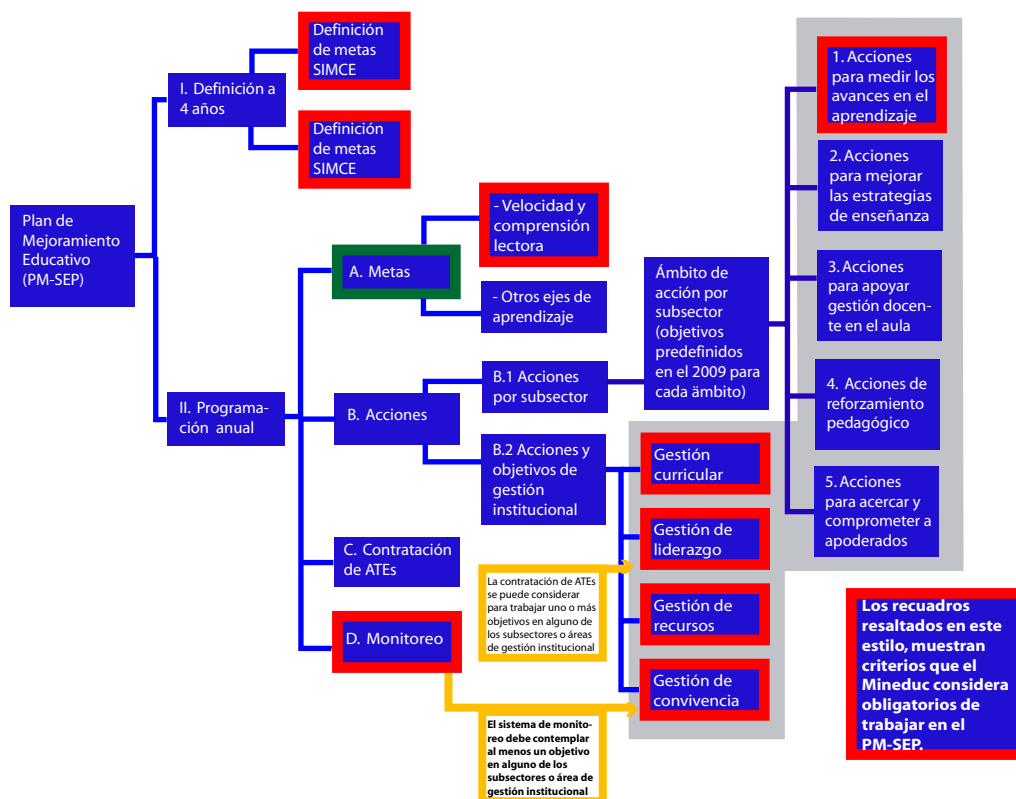 Definición
de metas
SIMCE
I. Definición a
4 años
Definición
de metas
SIMCE
Plan de
Mejoramiento
Educativo
(PM-SEP)
II. Programa-
ción anual
A. Metas
- Velocidad y
comprensión
lectora
- Otros ejes de
aprendizaje
B. Acciones
B.1 Acciones
por subsector
B.2 Acciones y
objetivos de
gestión
institucional
C. Contratación
de ATEs
D. Monitoreo
Ámbito de
acción por
subsector
(objetivos
predefinidos
en el 2009 para
cada ámbito)
1. Acciones
para medir los
avances en el
aprendizaje
2. Acciones
para mejorar
las estrategias
de enseñanza
3. Acciones
para apoyar
gestión docen-
te en el aula
4. Acciones de
reforzamiento
pedagógico
5. Acciones
para acercar y
comprometer a
apoderados
Gestión
curricular
Gestión de
liderazgo
Gestión de
recursos
Gestión de
convivencia
La contratación de ATEs
se puede considerar
para trabajar uno o más
objetivos en alguno de
los subsectores o áreas
de gestión institucional
El sistema de monito-
reo debe contemplar
al menos un objetivo
en alguno de los
subsectores o área de
gestión institucional
Los recuadros
resaltados en este
estilo, muestran
criterios que el
Mineduc considera
obligatorios de
trabajar en el
PM-SEP.